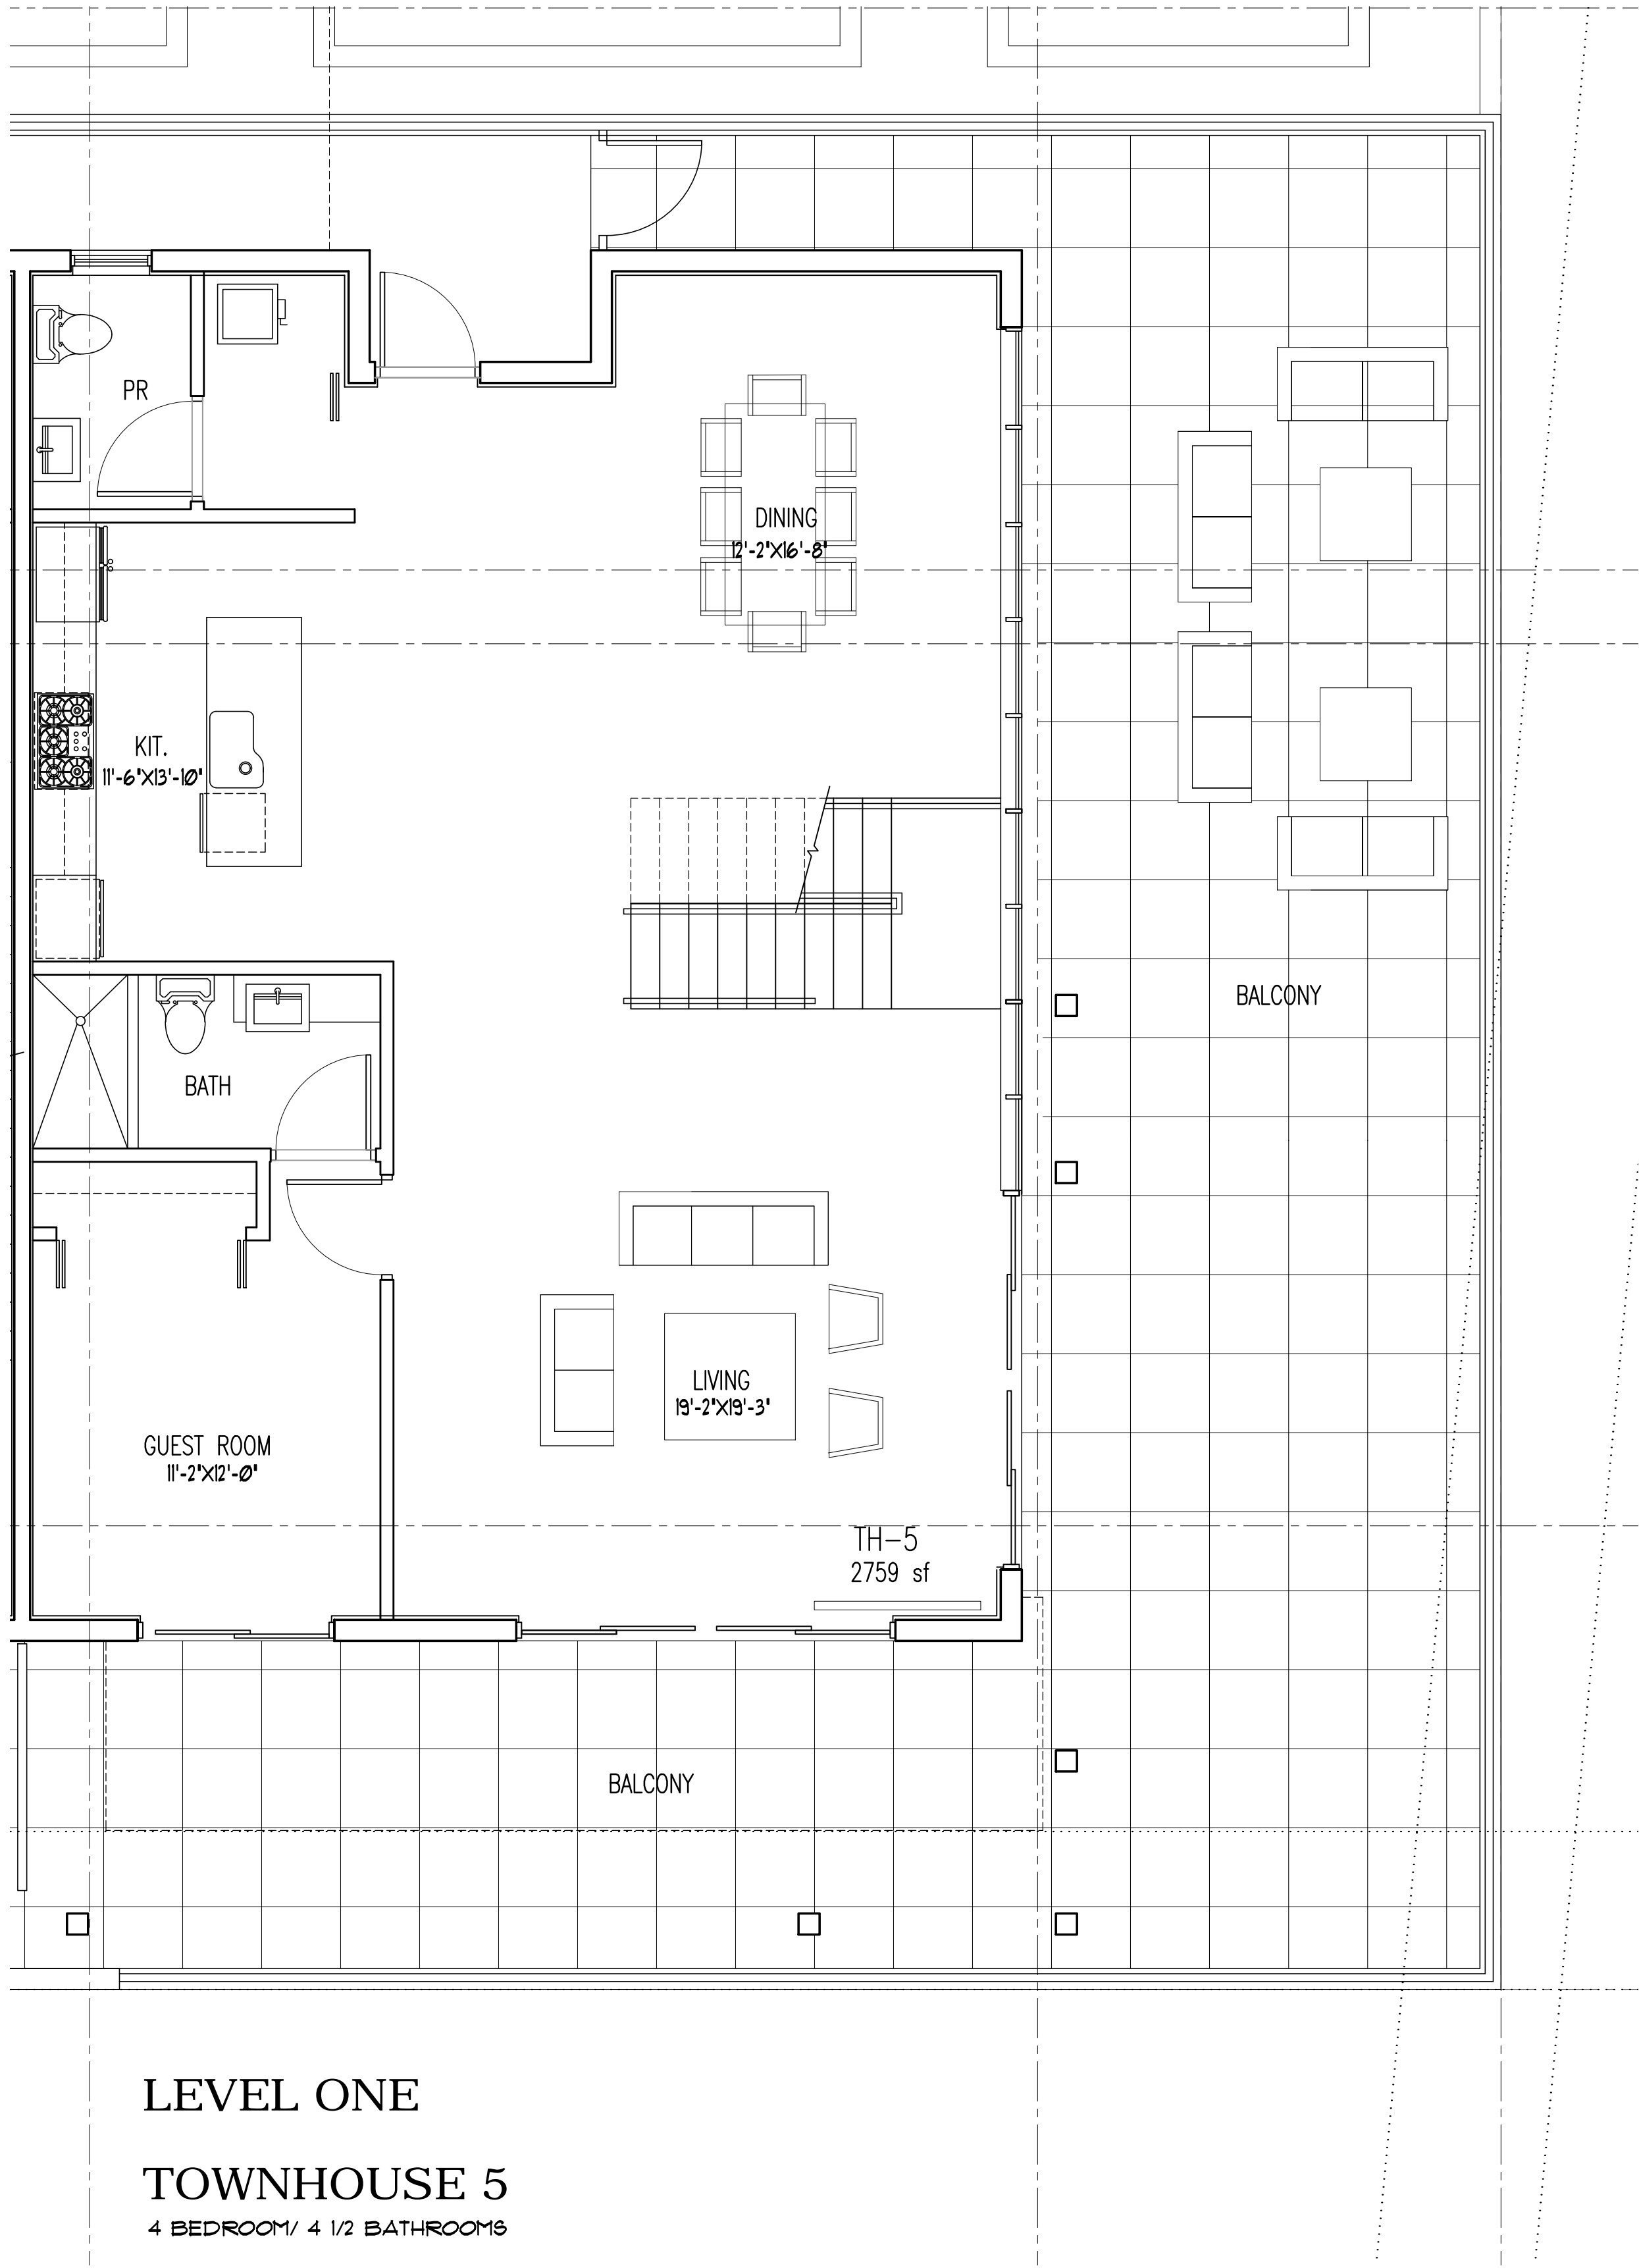 PR
DINING
12'-2"X16'-8"
KIT.
11'-6"X13'-10"
BALCONY
BATH
LIVING
19'-2"X19'-3"
GUEST ROOM
11'-2"X12'-0"
TH-5
2759 sf
BALCONY
LEVEL ONE
TOWNHOUSE 5
4 BEDROOM/ 4 1/2 BATHROOMS